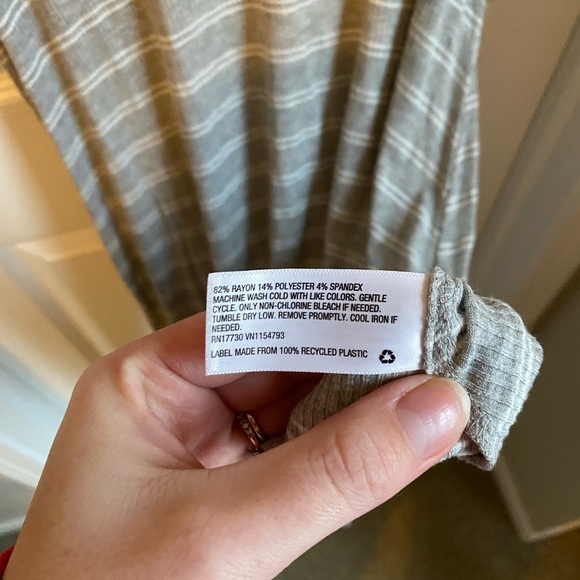 82% RAYON 14% POLYESTER 4% SPANDEX
MACHINE WASH COLD WITH LIKE COLORS. GENTLE
CYCLE. ONLY NON-CHLORINE BLEACH IF NEEDED.
TUMBLE DRY LOW. REMOVE PROMPTLY. COOL IRON IF
NEEDED.
RN17730 VN1154793
LABEL MADE FROM 100% RECYCLED PLASTIC